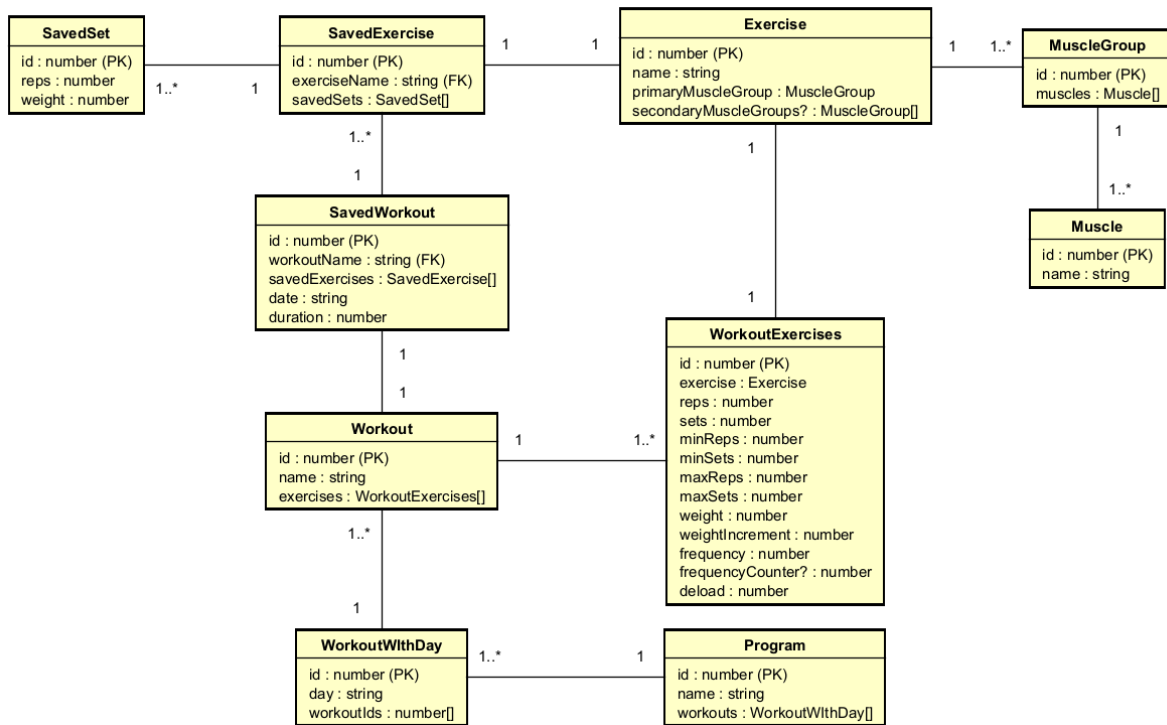 SavedSet
id : number (PK)
reps : number
weight : number
1..*
1
SavedExercise
id : number (PK)
exerciseName : string (FK)
savedSets : SavedSet[]
1
1
Exercise
id : number (PK)
name : string
primaryMuscleGroup : MuscleGroup
secondaryMuscleGroups? : MuscleGroup[]
1
1..*
MuscleGroup
id : number (PK)
muscles : Muscle[]
1
1..*
Muscle
id : number (PK)
name : string
1..*
1
SavedWorkout
id : number (PK)
workoutName : string (FK)
savedExercises : SavedExercise[]
date : string
duration : number
1
1
1
1
WorkoutExercises
id : number (PK)
exercise : Exercise
reps : number
sets : number
minReps : number
minSets : number
maxReps : number
maxSets : number
weight : number
weightIncrement : number
frequency : number
frequencyCounter? : number
deload : number
Workout
id : number (PK)
name : string
exercises : WorkoutExercises[]
1
1..*
1..*
1
WorkoutWIthDay
id : number (PK)
day : string
workoutIds : number[]
1..*
1
Program
id : number (PK)
name : string
workouts : WorkoutWIthDay[]